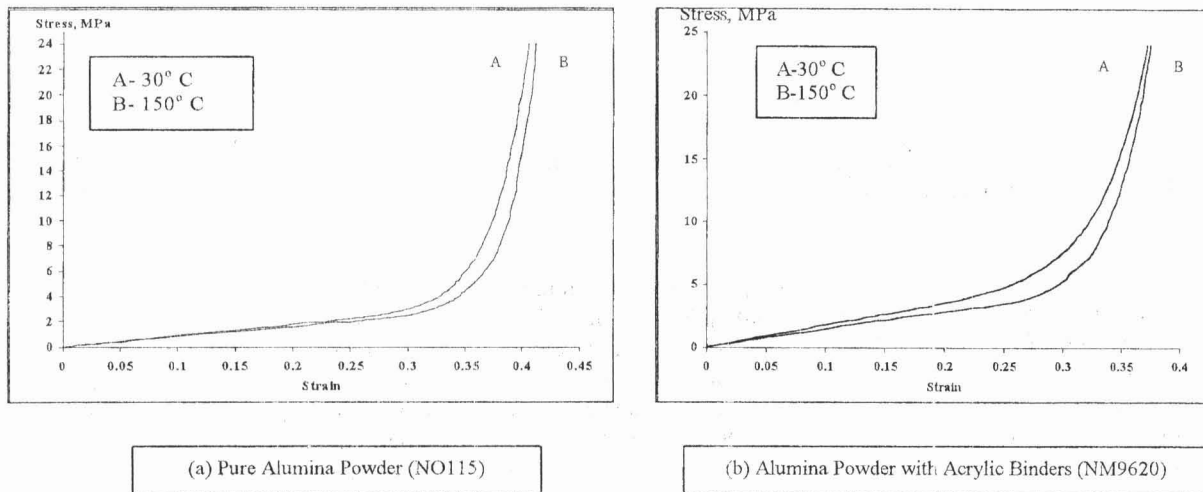 Stress, MPa
24
22
20
18
16
14
12
10
8
6
4
2
0
A- 30° C
B- 150° C
A
B
0
0.05
0.1
0.15
0.2
0.25
0.3
0.35
0.4
0.45
Strain
(a) Pure Alumina Powder (NO115)
Stress, MPa
25
20
15
10
5
0
A-30° C
B-150° C
A
B
0
0.05
0.1
0.15
0.2
0.25
0.3
0.35
0.4
Strain
(b) Alumina Powder with Acrylic Binders (NM9620)